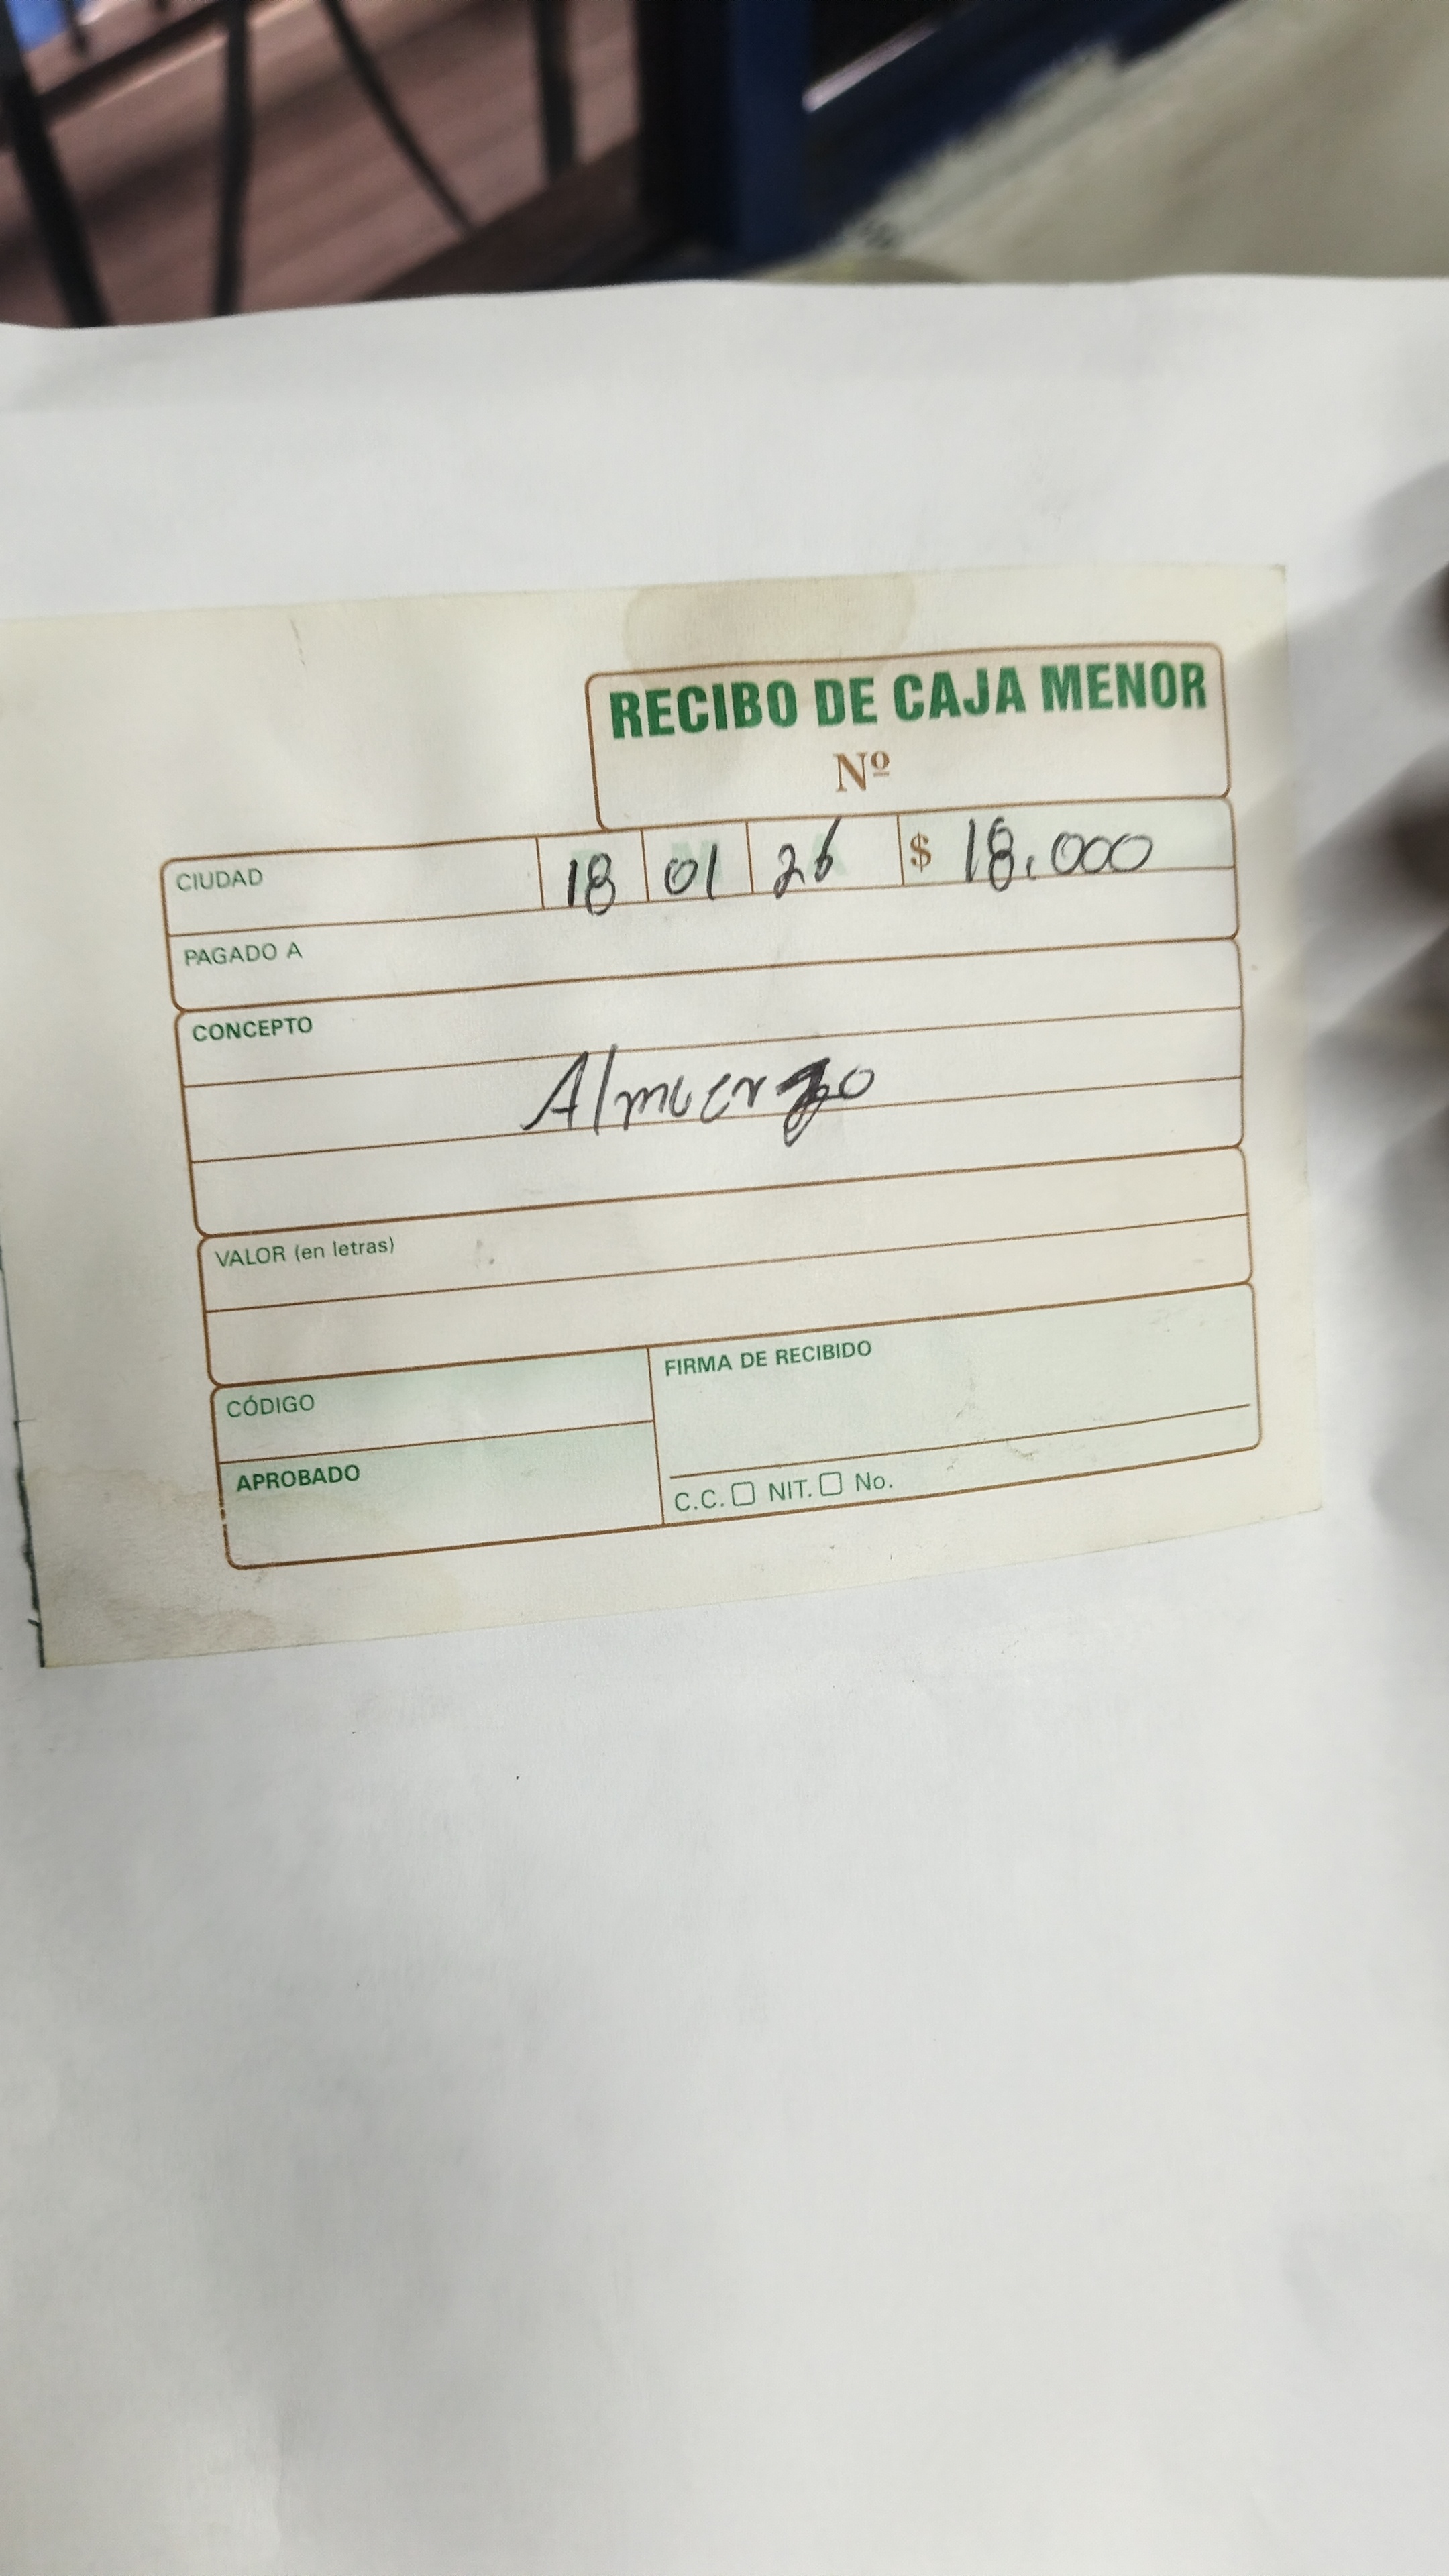 RECIBO DE CAJA MENOR
Nº
CIUDAD 18 01 26 $ 18.000
PAGADO A
CONCEPTO
Almuerzo
VALOR (en letras)
CÓDIGO
FIRMA DE RECIBIDO
APROBADO
C.C. NIT. No.